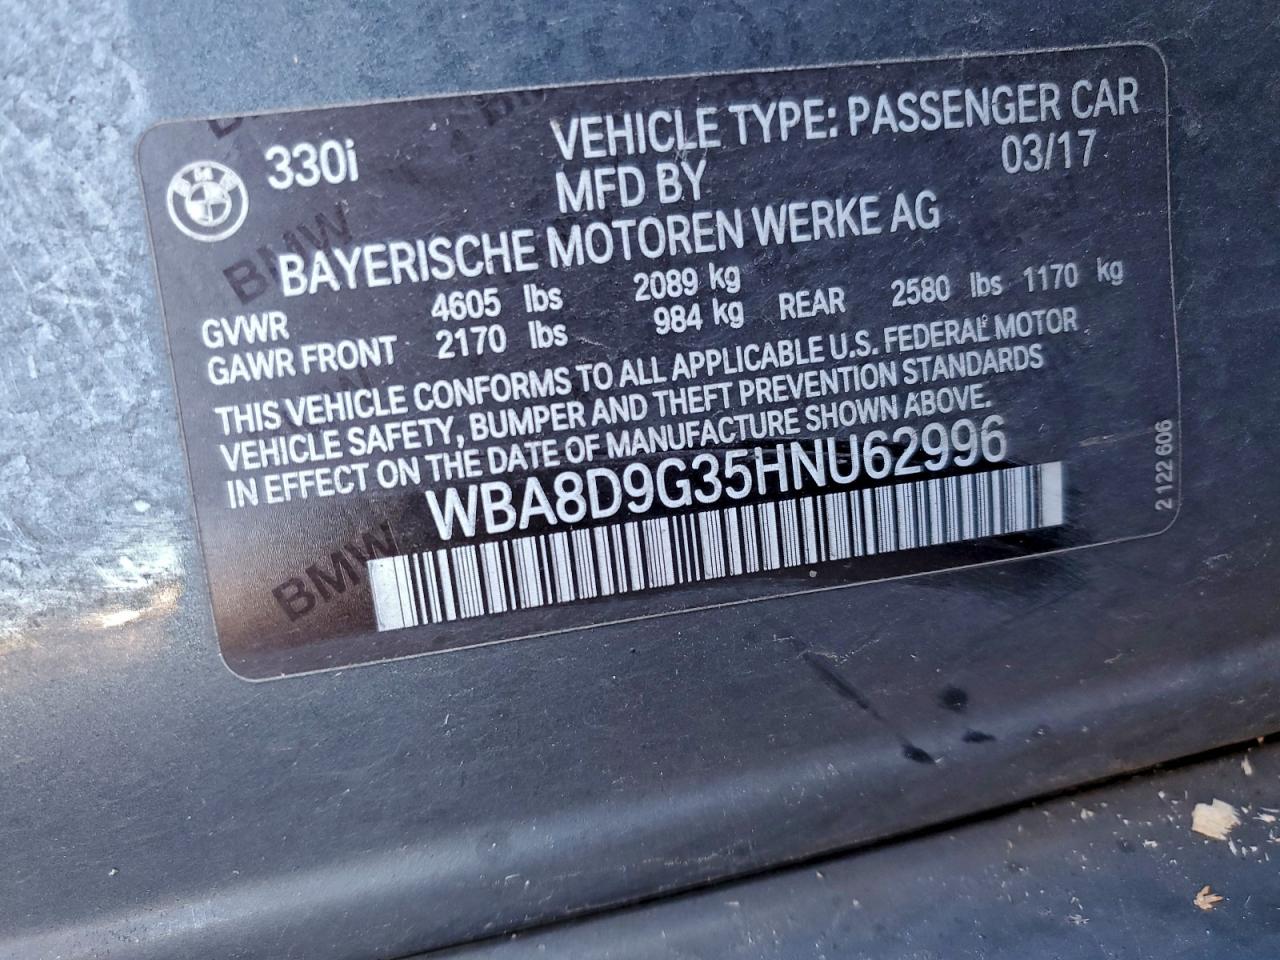 BMW
330i
VEHICLE TYPE: PASSENGER CAR
MFD BY 03/17
BAYERISCHE MOTOREN WERKE AG
GVWR 4605 lbs 2089 kg
GAWR FRONT 2170 lbs 984 kg REAR 2580 lbs 1170 kg
THIS VEHICLE CONFORMS TO ALL APPLICABLE U.S. FEDERAL MOTOR
VEHICLE SAFETY, BUMPER AND THEFT PREVENTION STANDARDS
IN EFFECT ON THE DATE OF MANUFACTURE SHOWN ABOVE.
WBA8D9G35HNU62996
2 122 606
BMW
BMW